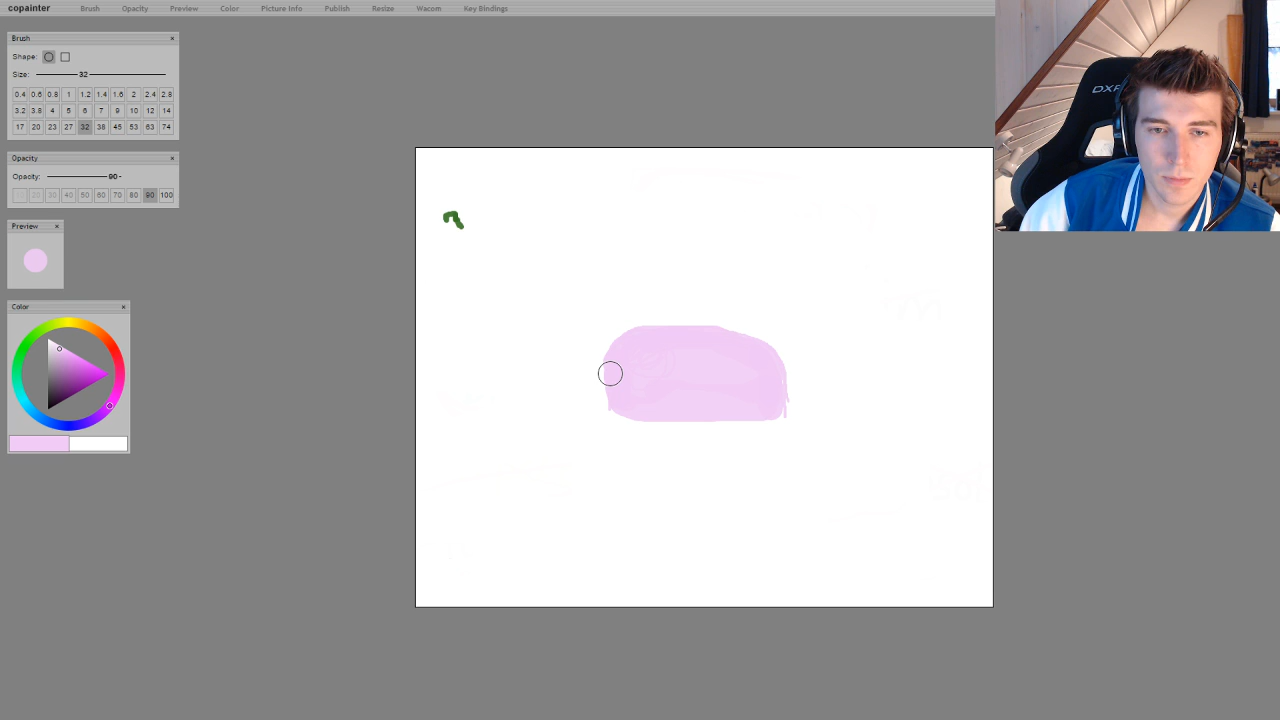 copainter Brush Opacity Preview Color Picture Info Publish Resize Wacom Key Bindings
Brush ×
Shape:
Size: 32
0.4 0.6 0.8 1 1.2 1.4 1.6 2 2.4 2.8
3.2 3.8 4 5 6 7 9 10 12 14
17 20 23 27 32 38 45 53 63 74
Opacity ×
Opacity: 90
20 30 40 50 60 70 80 90 100
Preview ×
Color ×